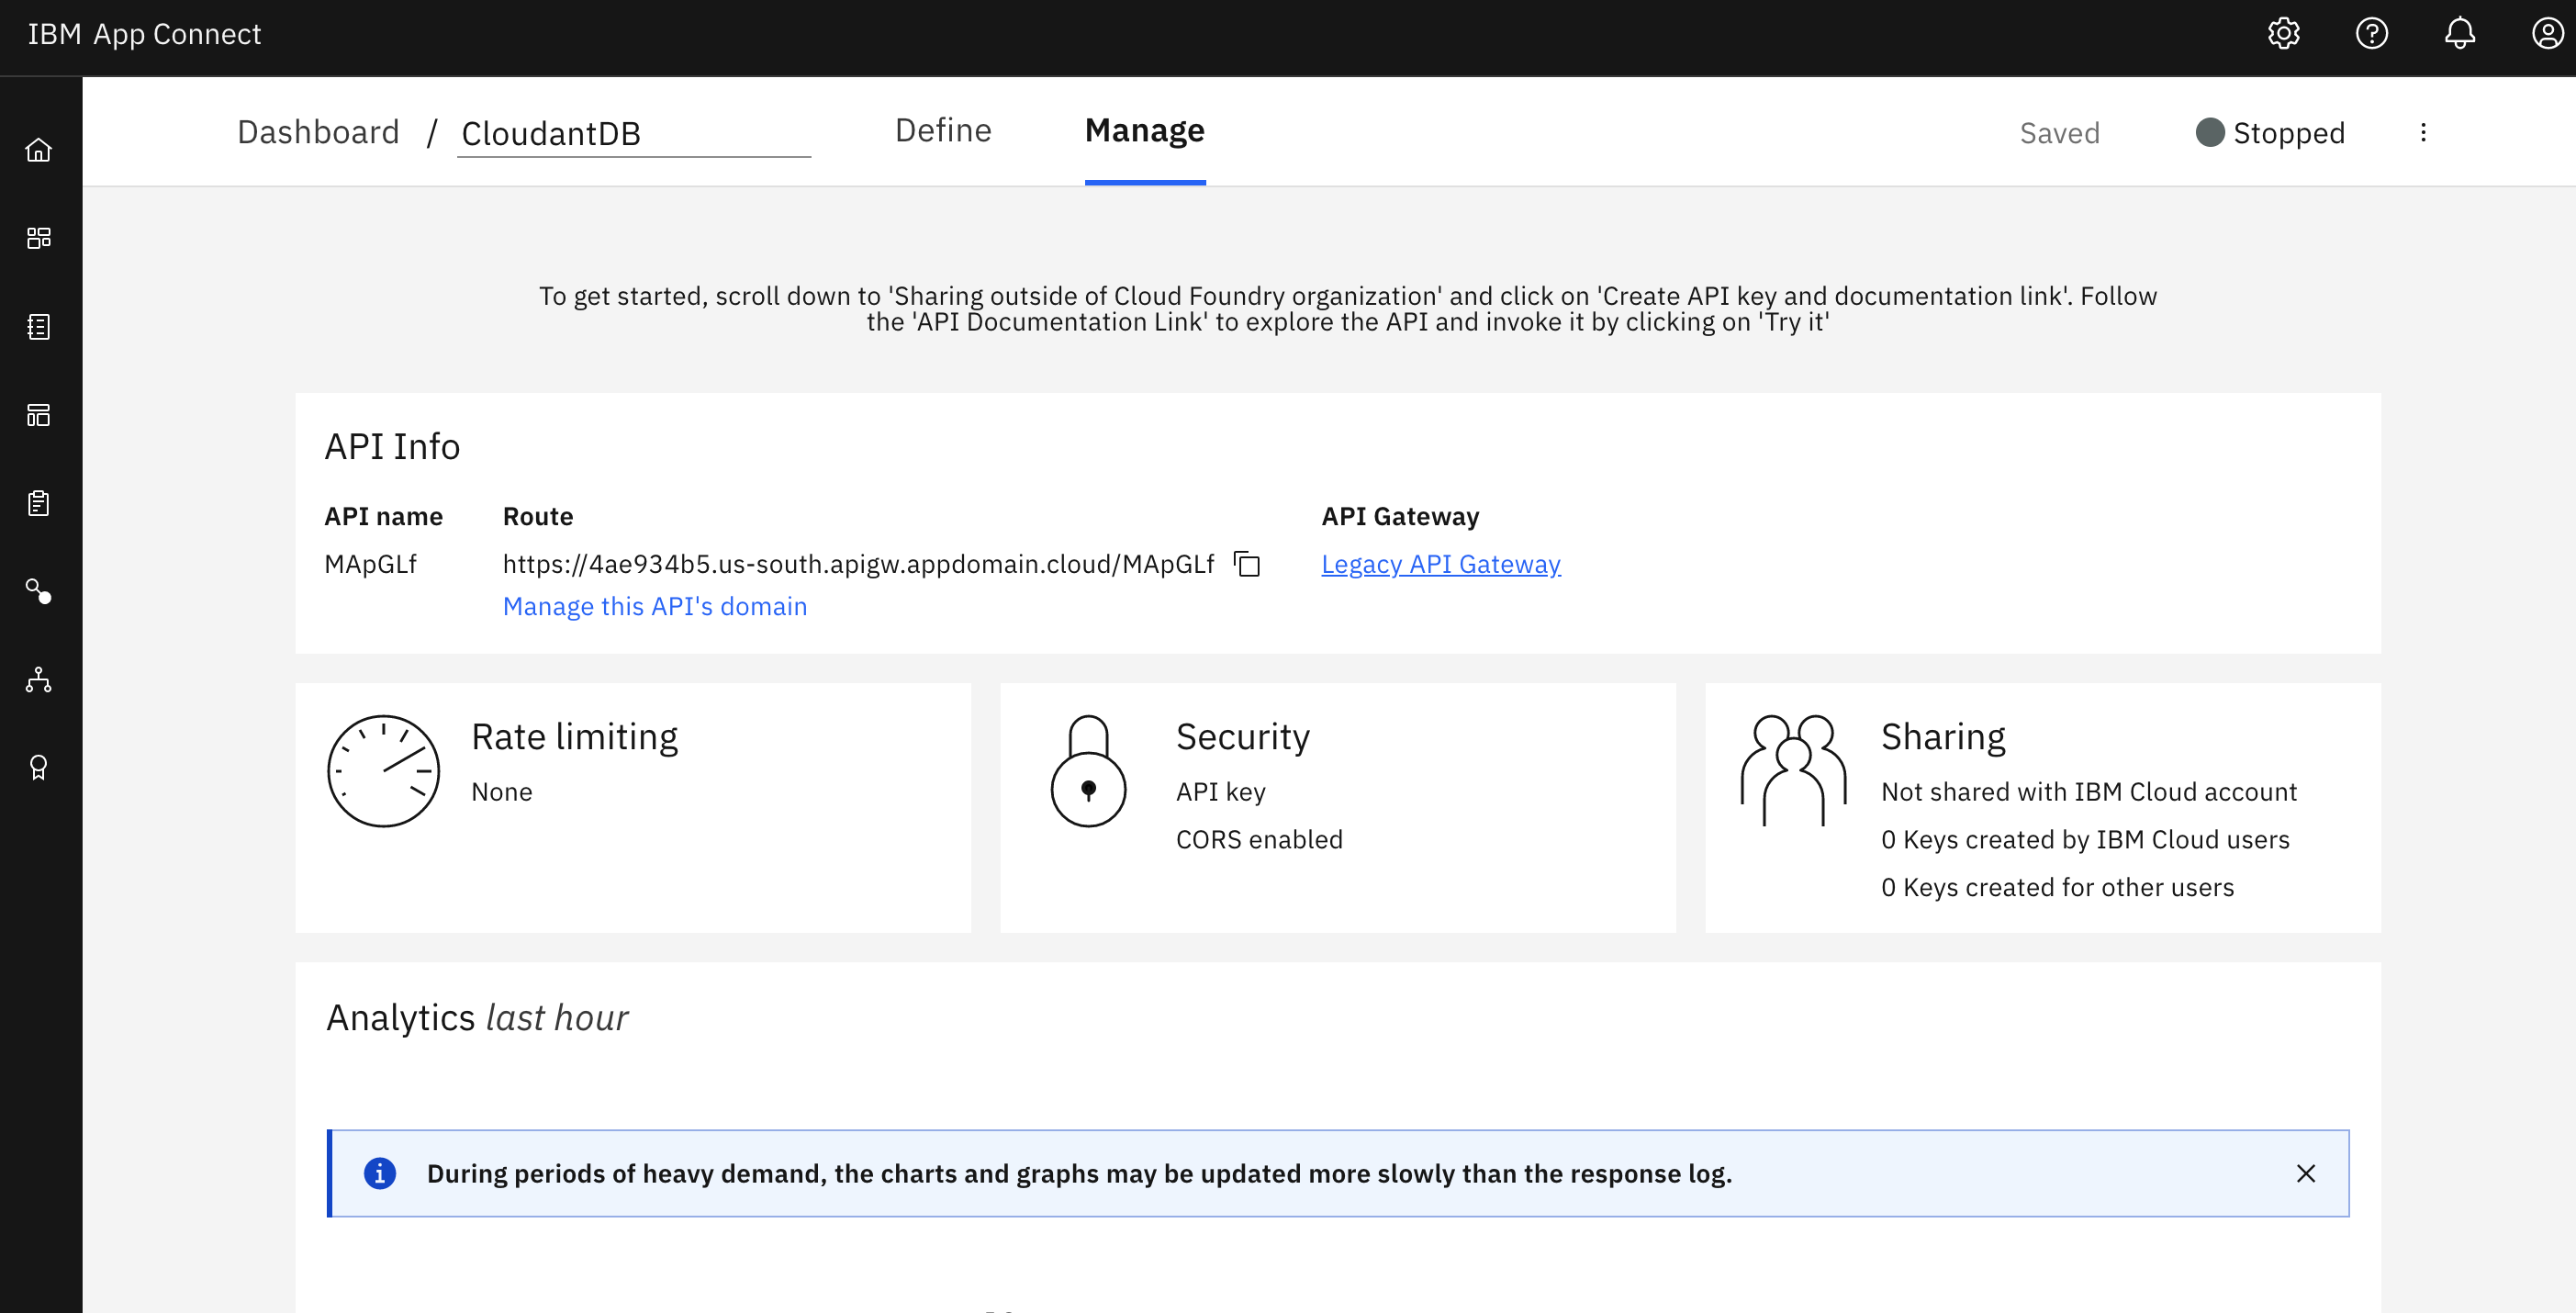 IBM App Connect
Dashboard / CloudantDB Define Manage Saved Stopped
To get started, scroll down to 'Sharing outside of Cloud Foundry organization' and click on 'Create API key and documentation link'. Follow
the 'API Documentation Link' to explore the API and invoke it by clicking on 'Try it'
API Info
API name Route API Gateway
MApGLf https://4ae934b5.us-south.apigw.appdomain.cloud/MApGLf Legacy API Gateway
Manage this API's domain
Rate limiting
None
Security
API key
CORS enabled
Sharing
Not shared with IBM Cloud account
0 Keys created by IBM Cloud users
0 Keys created for other users
Analytics last hour
During periods of heavy demand, the charts and graphs may be updated more slowly than the response log.